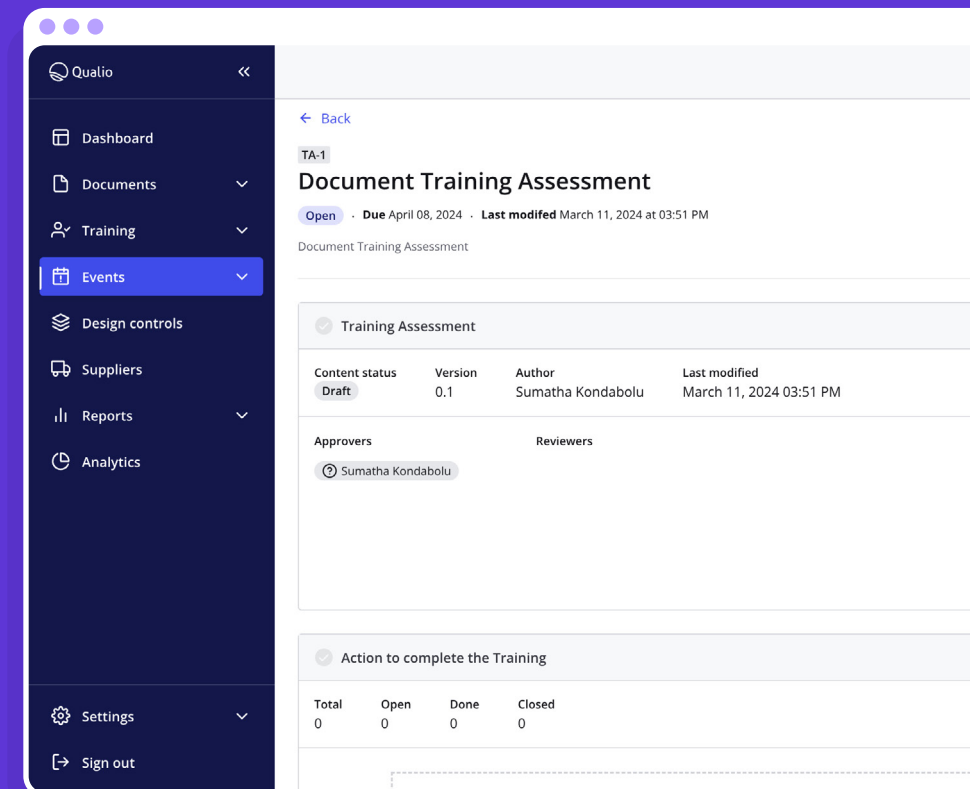 Qualio
Dashboard
Documents
Training
Events
Design controls
Suppliers
Reports
Analytics
Settings
Sign out
Back
TA-1
Document Training Assessment
Open · Due April 08, 2024 · Last modifed March 11, 2024 at 03:51 PM
Document Training Assessment
Training Assessment
Content status Version Author Last modified
Draft 0.1 Sumatha Kondabolu March 11, 2024 03:51 PM
Approvers Reviewers
Sumatha Kondabolu
Action to complete the Training
Total Open Done Closed
0 0 0 0